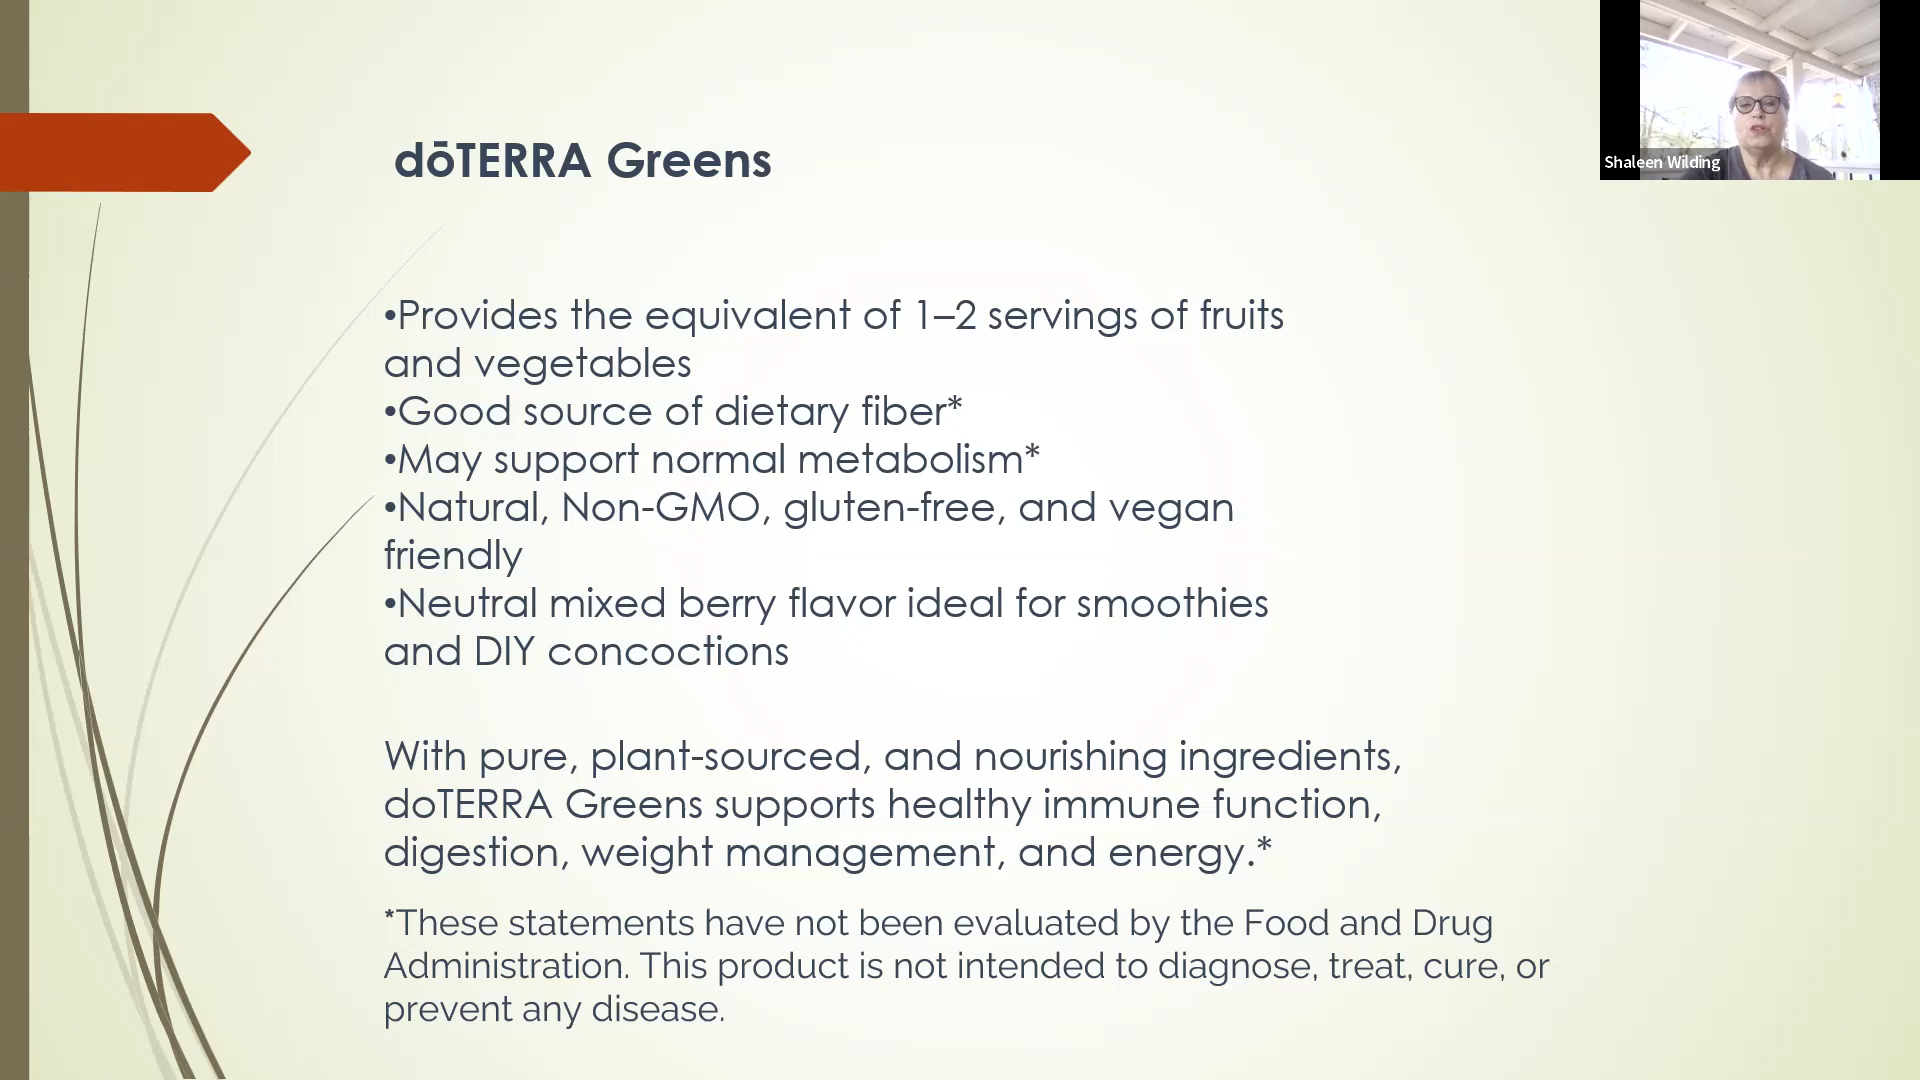 dōTERRA Greens
Shaleen Wilding
•Provides the equivalent of 1–2 servings of fruits
and vegetables
•Good source of dietary fiber*
•May support normal metabolism*
•Natural, Non-GMO, gluten-free, and vegan
friendly
•Neutral mixed berry flavor ideal for smoothies
and DIY concoctions
With pure, plant-sourced, and nourishing ingredients,
doTERRA Greens supports healthy immune function,
digestion, weight management, and energy.*
*These statements have not been evaluated by the Food and Drug
Administration. This product is not intended to diagnose, treat, cure, or
prevent any disease.